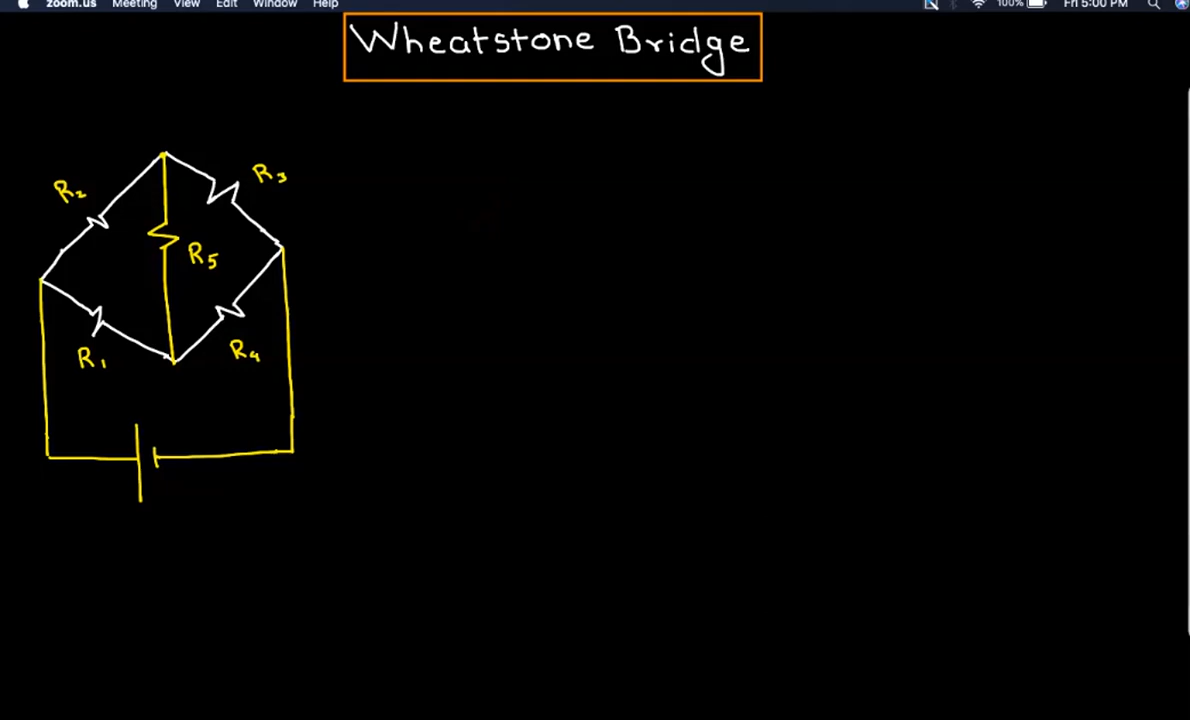 zoom.us Meeting View Edit Window Help 100% Fri 5:00 PM
Wheatstone Bridge
R₂
R₃
R₅
R₁
R₄